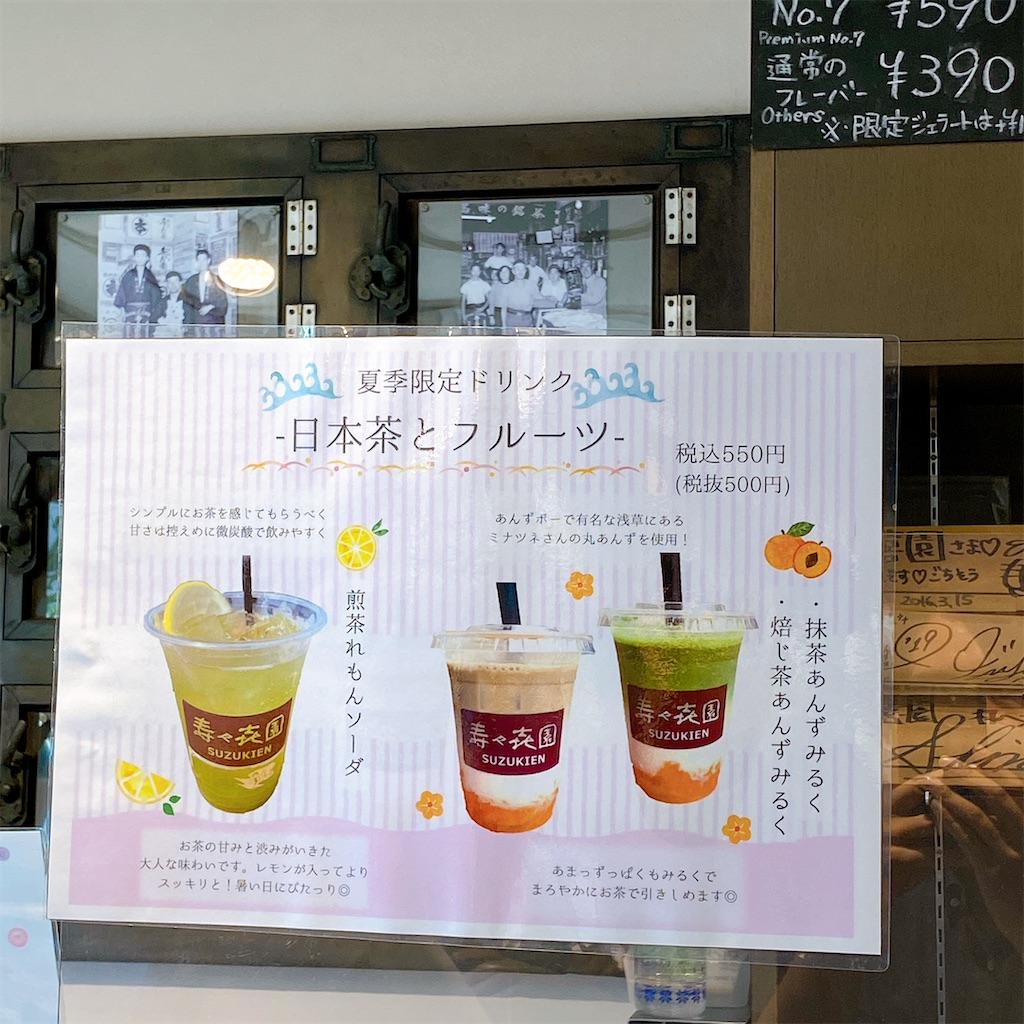 No.7 ¥590
Premium No.7
通常の
フレーバー ¥390
Others
※限定ジェラートは+¥1
夏季限定ドリンク
-日本茶とフルーツ-
税込550円
(税抜500円)
シンプルにお茶を感じてもらうべく
甘さは控えめに微炭酸で飲みやすく
あんずボーで有名な浅草にある
ミナツネさんの丸あんずを使用!
煎茶れもんソーダ
・抹茶あんずみるく
・焙じ茶あんずみるく
寿々喜園
SUZUKIEN
寿々喜園
SUZUKIEN
寿々喜園
SUZUKIEN
お茶の甘みと渋みがいきた
大人な味わいです。レモンが入ってより
スッキリと!暑い日にぴったり◎
あまっずっぱくもみるくで
まろやかにお茶で引きしめます◎
園さま♡
ます♡ごちそう
2016.3.15